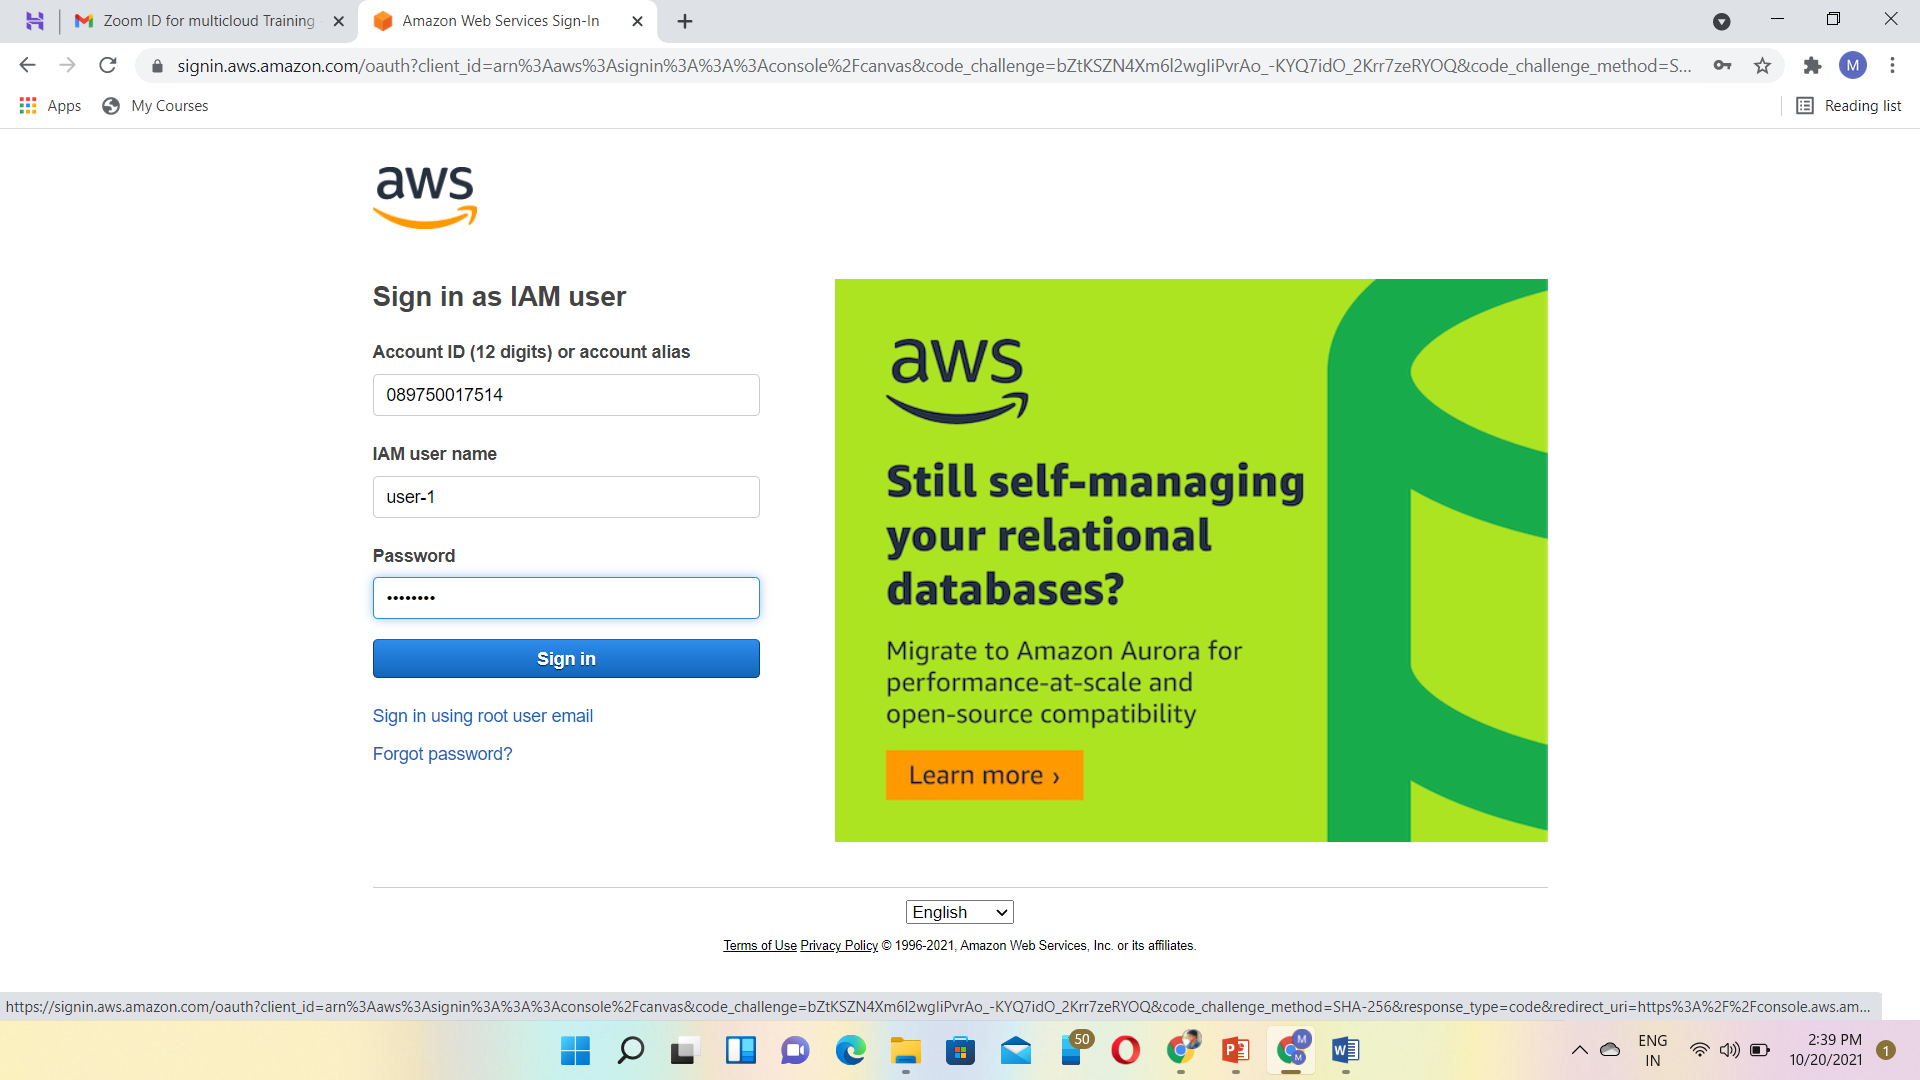 Zoom ID for multicloud Training
Amazon Web Services Sign-In
signin.aws.amazon.com/oauth?client_id=arn%3Aaws%3Asignin%3A%3A%3Aconsole%2Fcanvas&code_challenge=bZtKSZN4Xm6l2wgIiPvrAo_-KYQ7idO_2Krr7zeRYOQ&code_challenge_method=S...
M
Apps
My Courses
Reading list
aws
Sign in as IAM user
Account ID (12 digits) or account alias
089750017514
IAM user name
user-1
Password
••••••••
Sign in
Sign in using root user email
Forgot password?
aws
Still self-managing
your relational
databases?
Migrate to Amazon Aurora for
performance-at-scale and
open-source compatibility
Learn more ›
English
Terms of Use Privacy Policy © 1996-2021, Amazon Web Services, Inc. or its affiliates.
https://signin.aws.amazon.com/oauth?client_id=arn%3Aaws%3Asignin%3A%3A%3Aconsole%2Fcanvas&code_challenge=bZtKSZN4Xm6l2wgIiPvrAo_-KYQ7idO_2Krr7zeRYOQ&code_challenge_method=SHA-256&response_type=code&redirect_uri=https%3A%2F%2Fconsole.aws.am...
50
M
M
ENG
IN
2:39 PM
10/20/2021
1